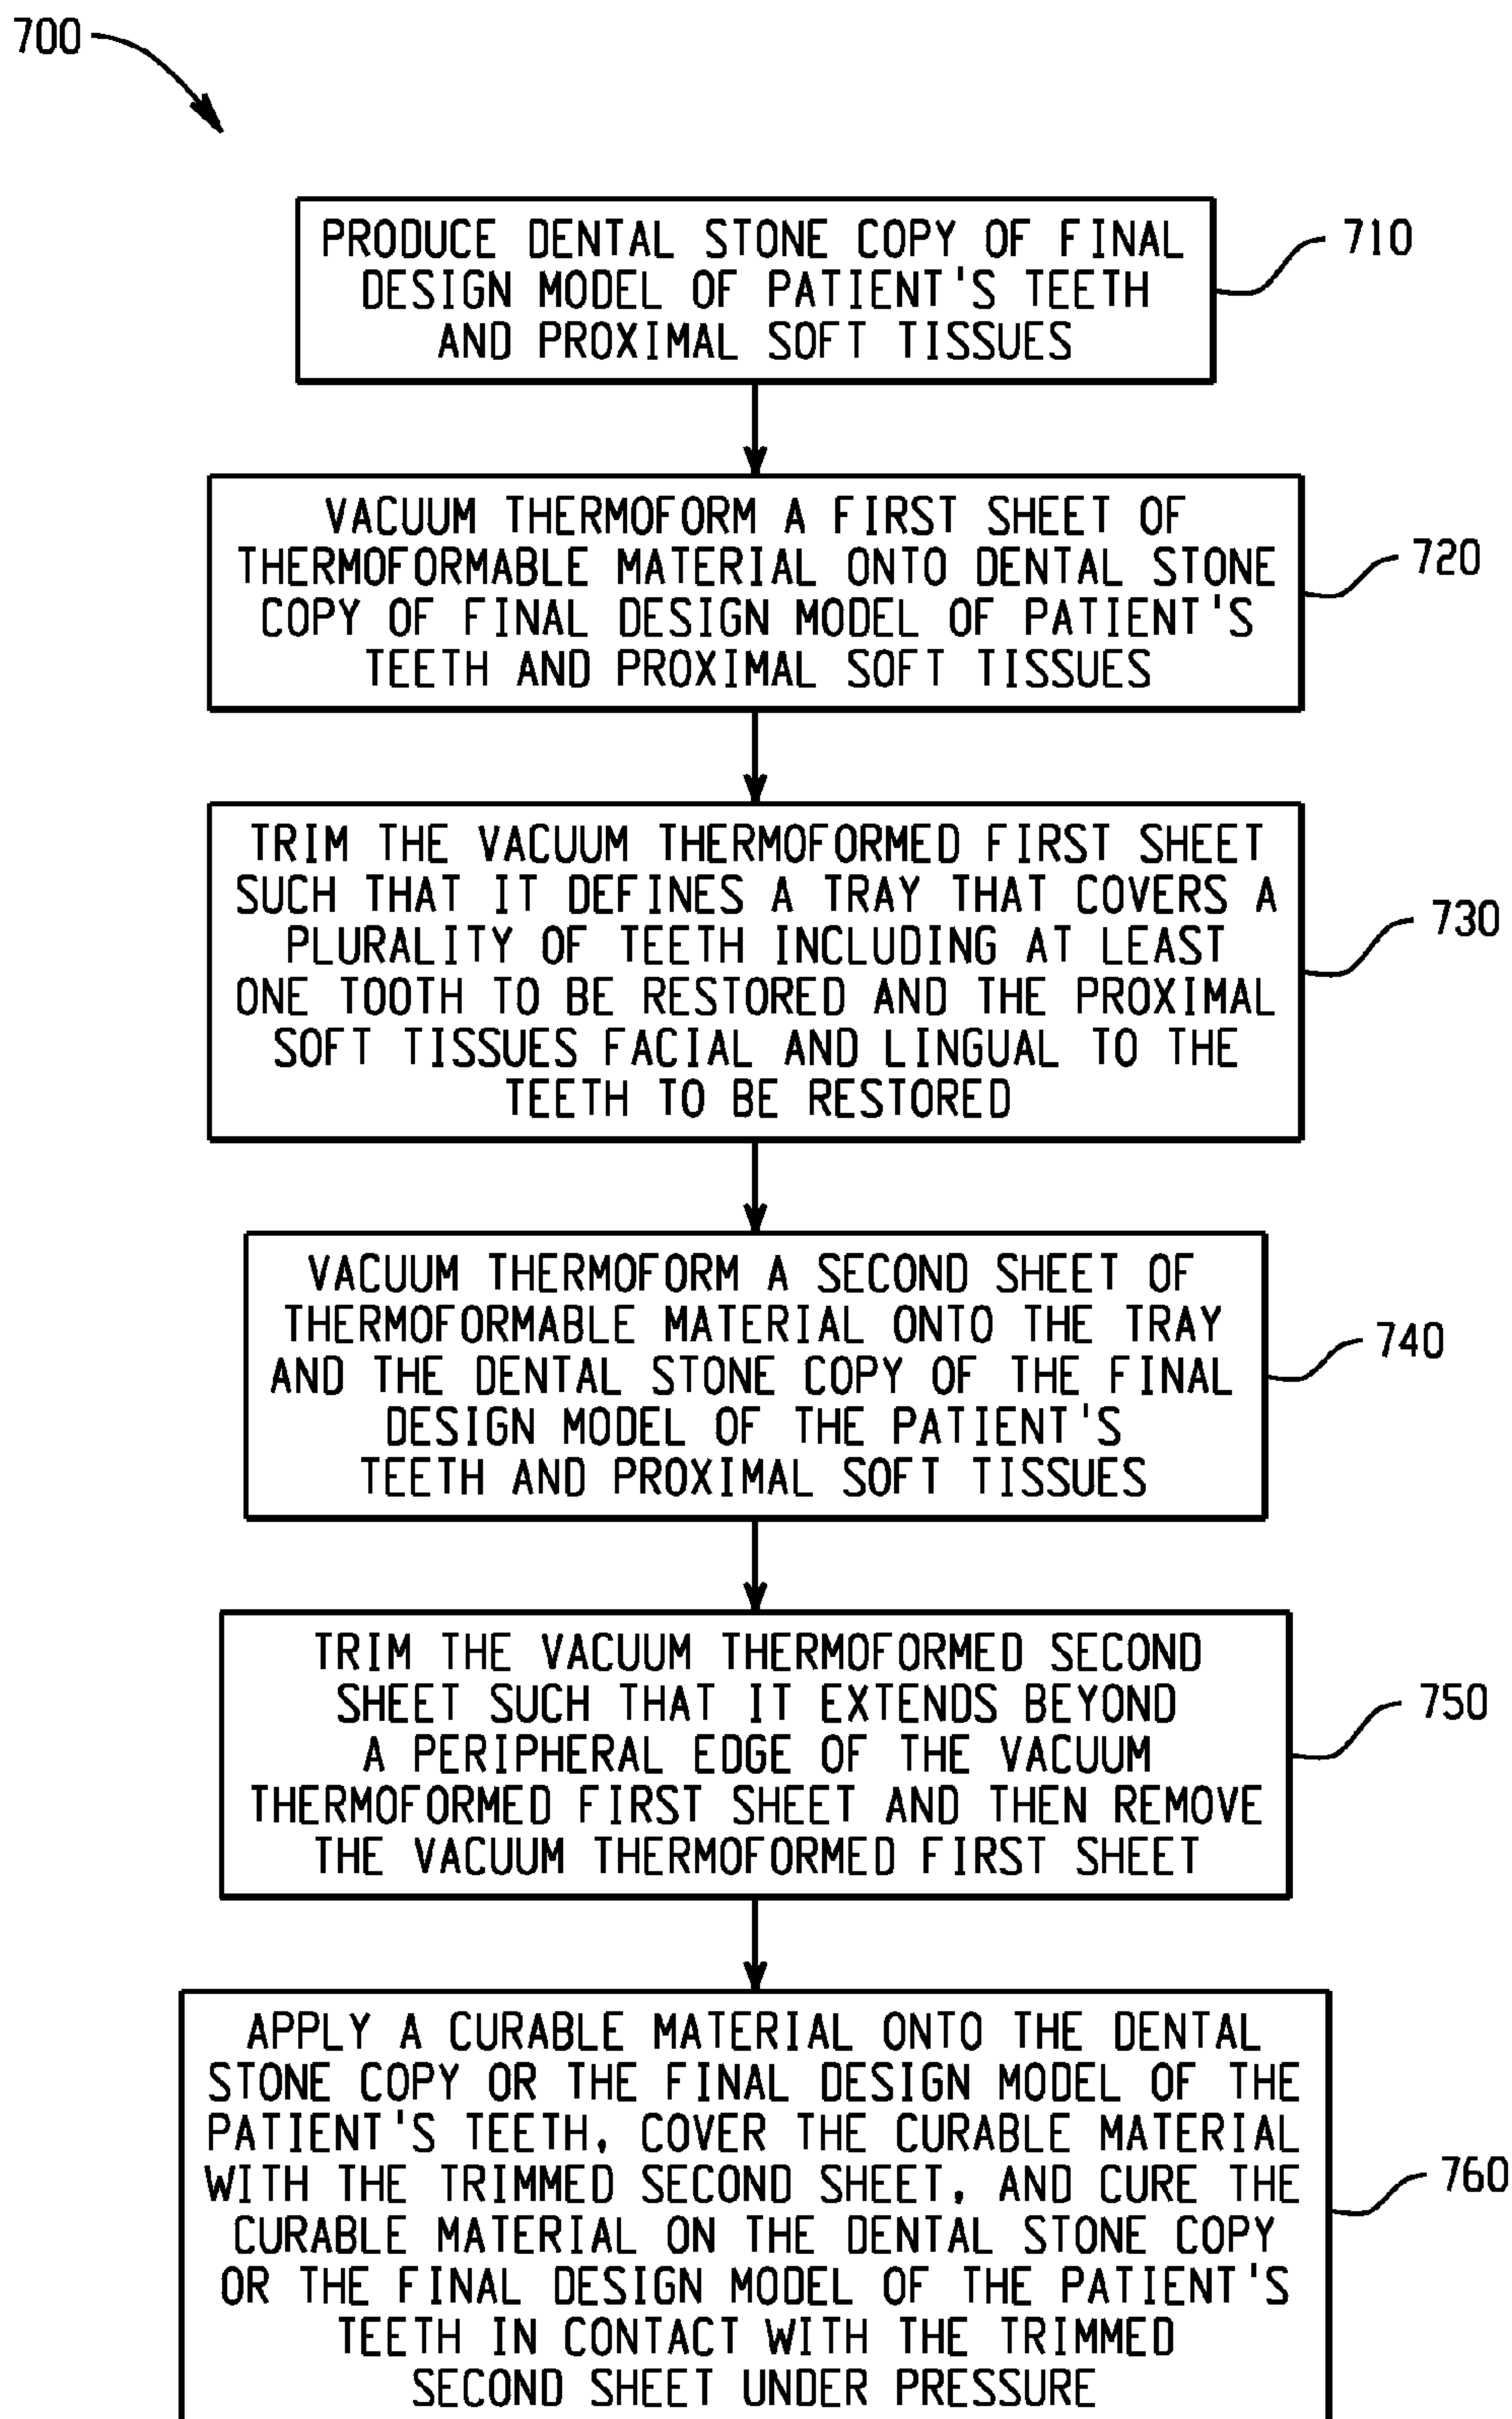 700
PRODUCE DENTAL STONE COPY OF FINAL
DESIGN MODEL OF PATIENT'S TEETH
AND PROXIMAL SOFT TISSUES
710
VACUUM THERMOFORM A FIRST SHEET OF
THERMOFORMABLE MATERIAL ONTO DENTAL STONE
COPY OF FINAL DESIGN MODEL OF PATIENT'S
TEETH AND PROXIMAL SOFT TISSUES
720
TRIM THE VACUUM THERMOFORMED FIRST SHEET
SUCH THAT IT DEFINES A TRAY THAT COVERS A
PLURALITY OF TEETH INCLUDING AT LEAST
ONE TOOTH TO BE RESTORED AND THE PROXIMAL
SOFT TISSUES FACIAL AND LINGUAL TO THE
TEETH TO BE RESTORED
730
VACUUM THERMOFORM A SECOND SHEET OF
THERMOFORMABLE MATERIAL ONTO THE TRAY
AND THE DENTAL STONE COPY OF THE FINAL
DESIGN MODEL OF THE PATIENT'S
TEETH AND PROXIMAL SOFT TISSUES
740
TRIM THE VACUUM THERMOFORMED SECOND
SHEET SUCH THAT IT EXTENDS BEYOND
A PERIPHERAL EDGE OF THE VACUUM
THERMOFORMED FIRST SHEET AND THEN REMOVE
THE VACUUM THERMOFORMED FIRST SHEET
750
APPLY A CURABLE MATERIAL ONTO THE DENTAL
STONE COPY OR THE FINAL DESIGN MODEL OF THE
PATIENT'S TEETH, COVER THE CURABLE MATERIAL
WITH THE TRIMMED SECOND SHEET, AND CURE THE
CURABLE MATERIAL ON THE DENTAL STONE COPY
OR THE FINAL DESIGN MODEL OF THE PATIENT'S
TEETH IN CONTACT WITH THE TRIMMED
SECOND SHEET UNDER PRESSURE
760